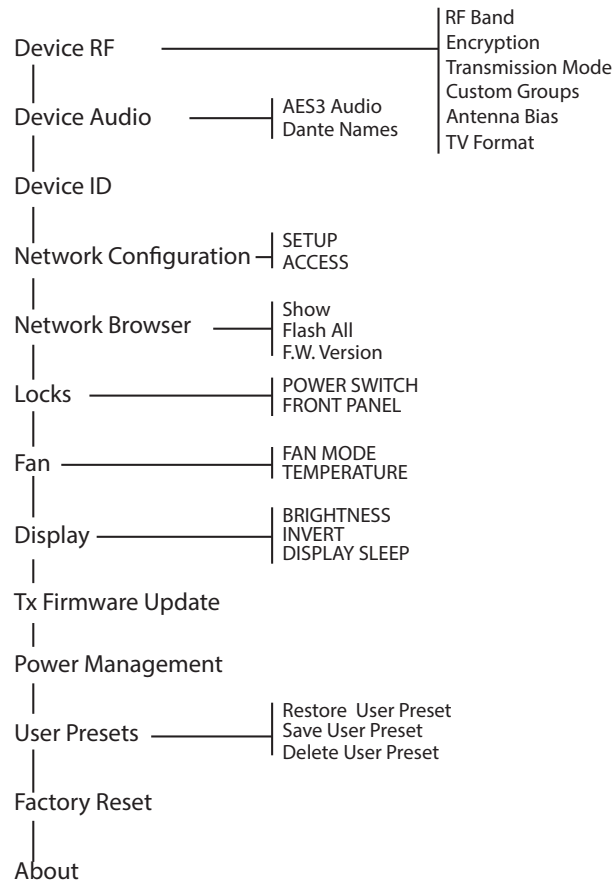 Device RF
RF Band
Encryption
Transmission Mode
Custom Groups
Antenna Bias
TV Format
Device Audio
AES3 Audio
Dante Names
Device ID
Network Configuration
SETUP
ACCESS
Network Browser
Show
Flash All
F.W. Version
Locks
POWER SWITCH
FRONT PANEL
Fan
FAN MODE
TEMPERATURE
Display
BRIGHTNESS
INVERT
DISPLAY SLEEP
Tx Firmware Update
Power Management
User Presets
Restore User Preset
Save User Preset
Delete User Preset
Factory Reset
About